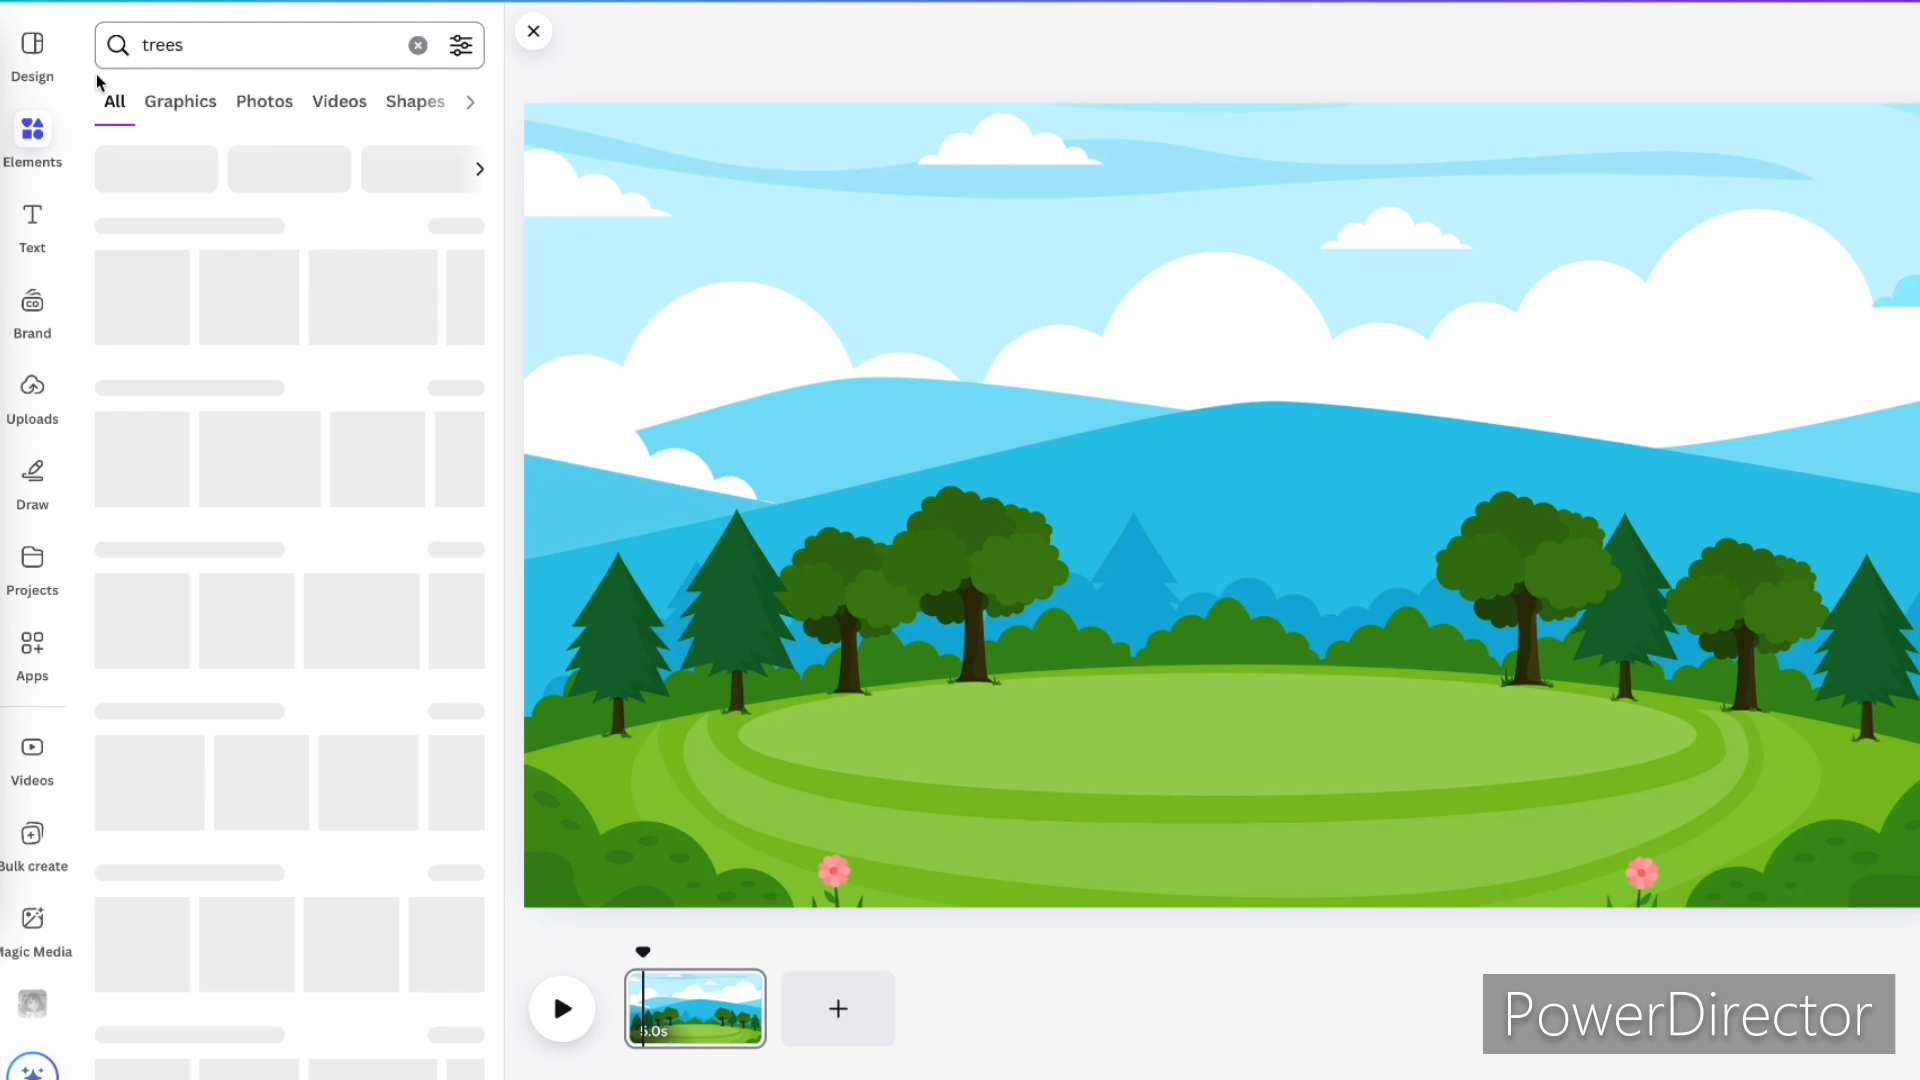 trees
Design
All Graphics Photos Videos Shapes
Elements
Text
Brand
Uploads
Draw
Projects
Apps
Videos
Bulk create
Magic Media
5.0s
PowerDirector